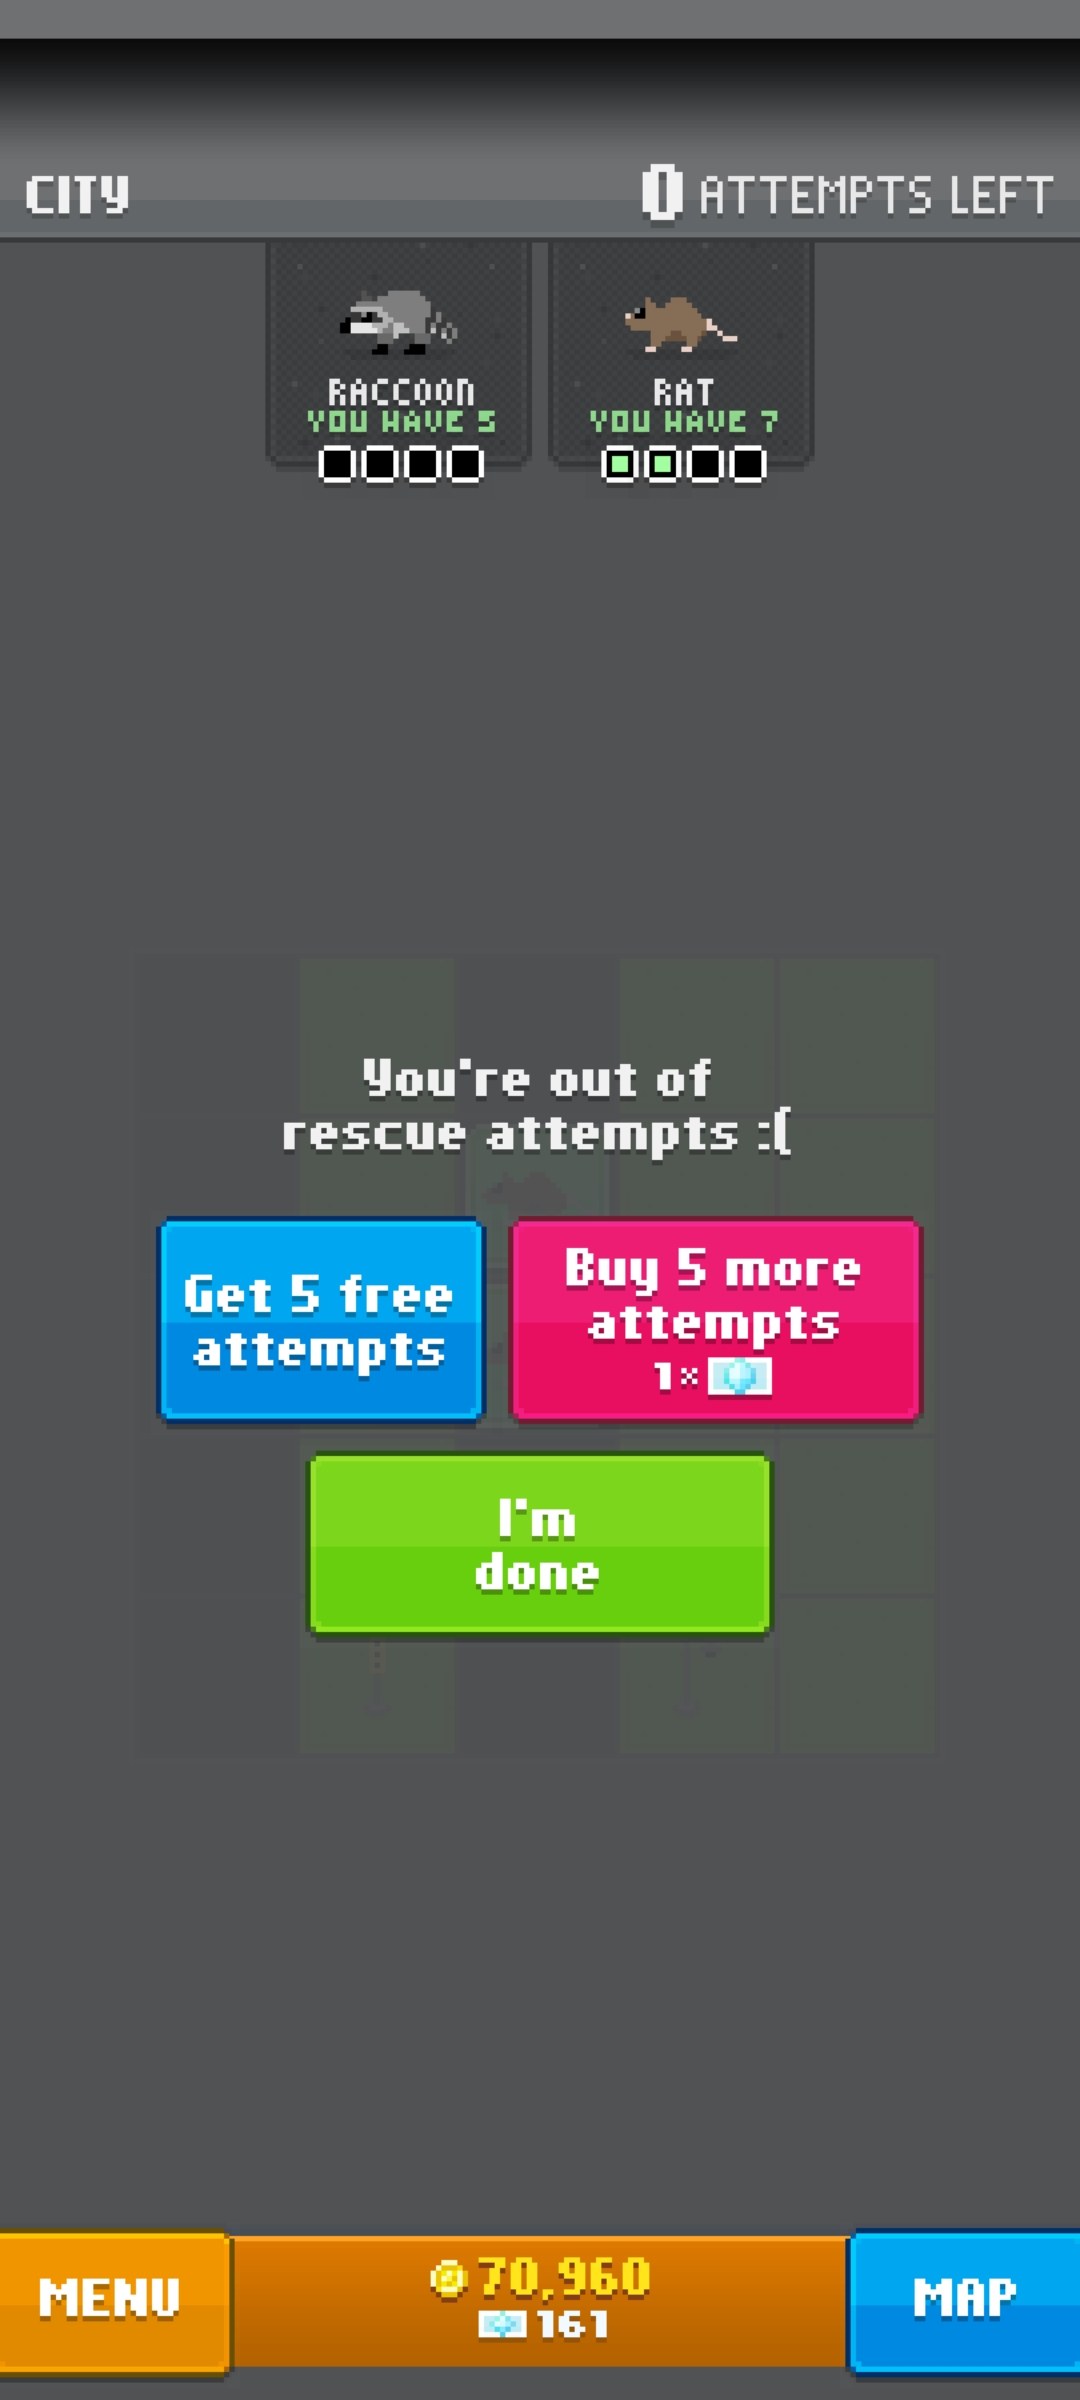 CITY
0 ATTEMPTS LEFT
RACCOON
YOU HAVE 5
RAT
YOU HAVE 7
You're out of
rescue attempts :(
Get 5 free
attempts
Buy 5 more
attempts
1×
I'm
done
MENU
70,960
161
MAP